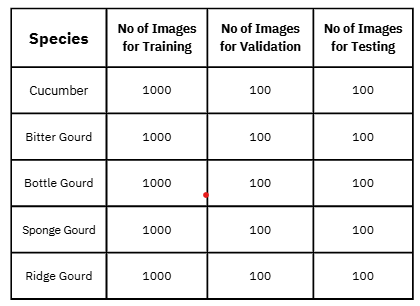 Species No of Images for Training No of Images for Validation No of Images for Testing
Cucumber 1000 100 100
Bitter Gourd 1000 100 100
Bottle Gourd 1000 100 100
Sponge Gourd 1000 100 100
Ridge Gourd 1000 100 100